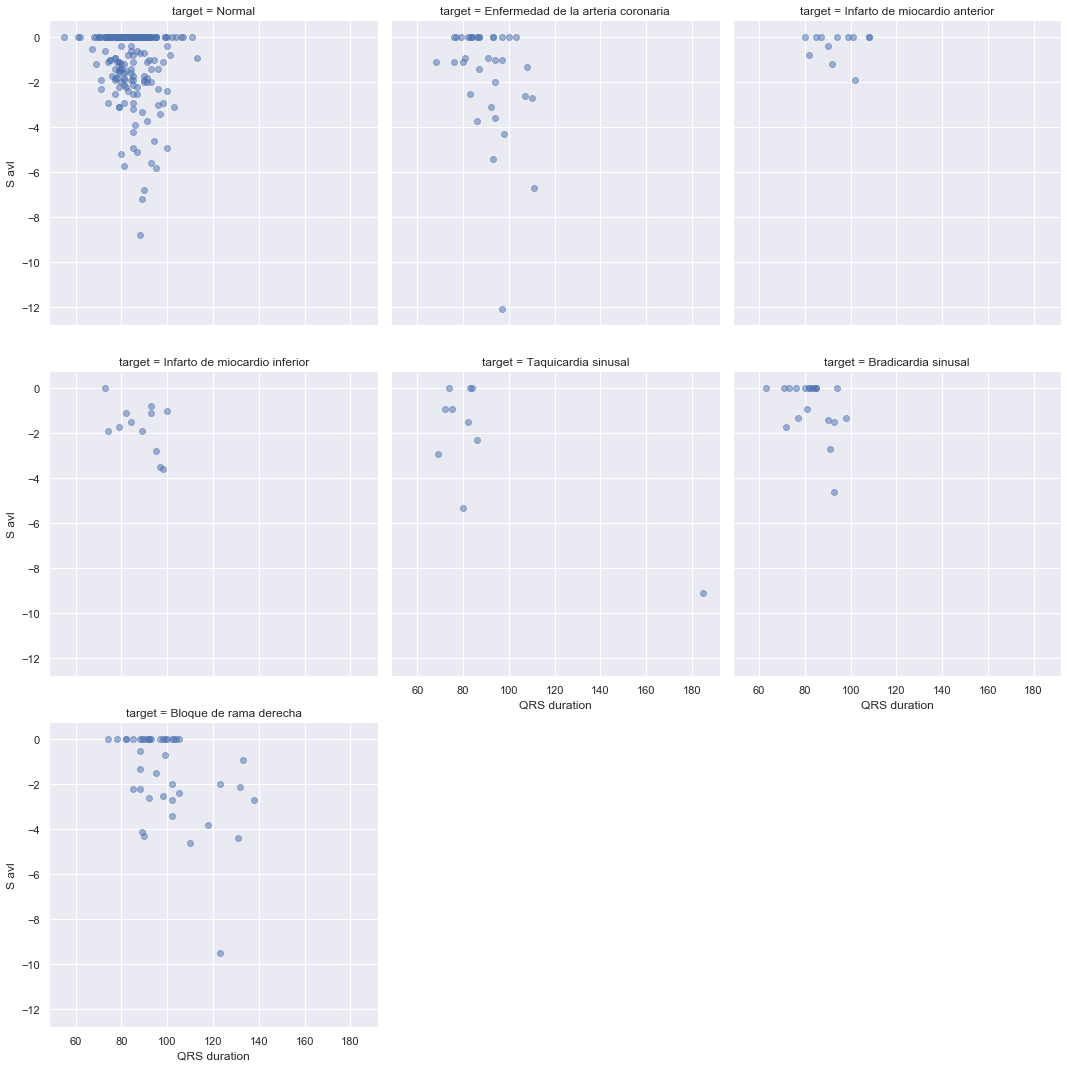 target = Normal
target = Enfermedad de la arteria coronaria
target = Infarto de miocardio anterior
0
−2
−4
−6
−8
−10
−12
S avl
target = Infarto de miocardio inferior
target = Taquicardia sinusal
target = Bradicardia sinusal
0
−2
−4
−6
−8
−10
−12
S avl
60 80 100 120 140 160 180
QRS duration
60 80 100 120 140 160 180
QRS duration
target = Bloque de rama derecha
0
−2
−4
−6
−8
−10
−12
S avl
60 80 100 120 140 160 180
QRS duration